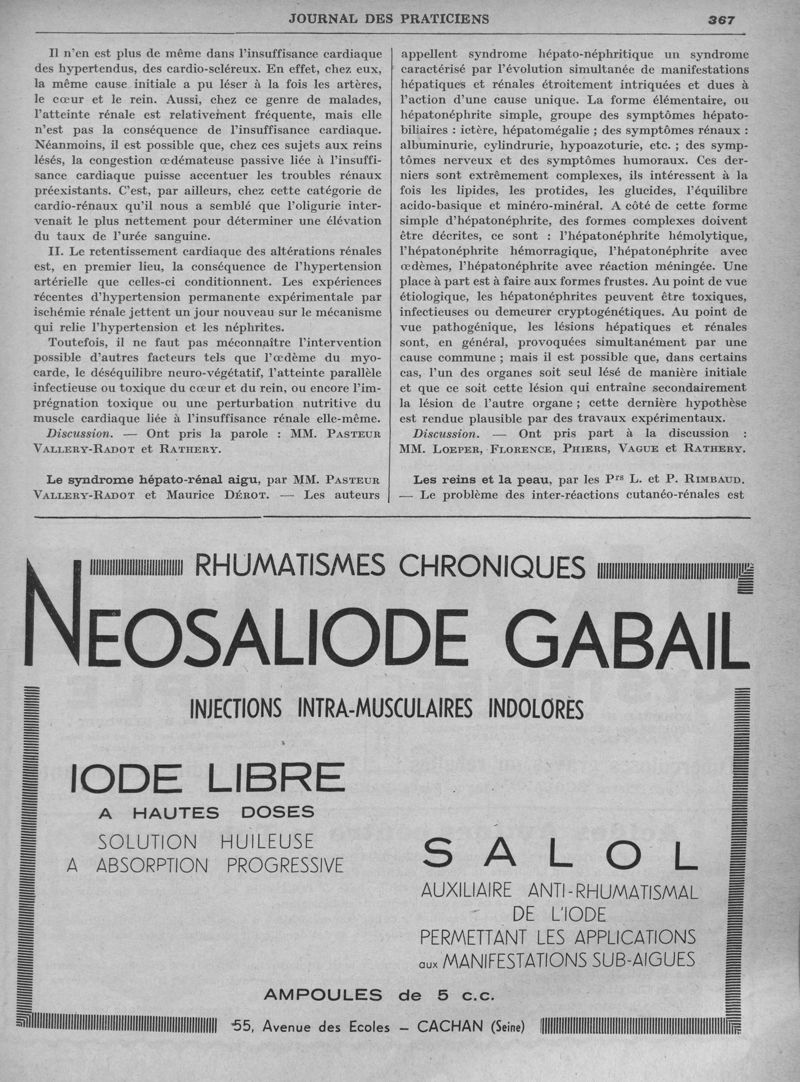 JOURNAL DES PRATICIENS 367
Il n'en est plus de même dans l'insuffisance cardiaque
des hypertendus, des cardio-scléreux. En effet, chez eux,
la même cause initiale a pu léser à la fois les artères,
le cœur et le rein. Aussi, chez ce genre de malades,
l'atteinte rénale est relativement fréquente, mais elle
n'est pas la conséquence de l'insuffisance cardiaque.
Néanmoins, il est possible que, chez ces sujets aux reins
lésés, la congestion œdémateuse passive liée à l'insuffi-
sance cardiaque puisse accentuer les troubles rénaux
préexistants. C'est, par ailleurs, chez cette catégorie de
cardio-rénaux qu'il nous a semblé que l'oligurie inter-
venait le plus nettement pour déterminer une élévation
du taux de l'urée sanguine.
II. Le retentissement cardiaque des altérations rénales
est, en premier lieu, la conséquence de l'hypertension
artérielle que celles-ci conditionnent. Les expériences
récentes d'hypertension permanente expérimentale par
ischémie rénale jettent un jour nouveau sur le mécanisme
qui relie l'hypertension et les néphrites.
Toutefois, il ne faut pas méconnaître l'intervention
possible d'autres facteurs tels que l'œdème du myo-
carde, le déséquilibre neuro-végétatif, l'atteinte parallèle
infectieuse ou toxique du cœur et du rein, ou encore l'im-
prégnation toxique ou une perturbation nutritive du
muscle cardiaque liée à l'insuffisance rénale elle-même.
Discussion. — Ont pris la parole : MM. PASTEUR
VALLERY-RADOT et RATHERY.
Le syndrome hépato-rénal aigu, par MM. PASTEUR
VALLERY-RADOT et Maurice DÉROT. — Les auteurs
appellent syndrome hépato-néphritique un syndrome
caractérisé par l'évolution simultanée de manifestations
hépatiques et rénales étroitement intriquées et dues à
l'action d'une cause unique. La forme élémentaire, ou
hépatonéphrite simple, groupe des symptômes hépato-
biliaires : ictère, hépatomégalie ; des symptômes rénaux :
albuminurie, cylindrurie, hypoazoturie, etc. ; des symp-
tômes nerveux et des symptômes humoraux. Ces der-
niers sont extrêmement complexes, ils intéressent à la
fois les lipides, les protides, les glucides, l'équilibre
acido-basique et minéro-minéral. A côté de cette forme
simple d'hépatonéphrite, des formes complexes doivent
être décrites, ce sont : l'hépatonéphrite hémolytique,
l'hépatonéphrite hémorragique, l'hépatonéphrite avec
œdèmes, l'hépatonéphrite avec réaction méningée. Une
place à part est à faire aux formes frustes. Au point de vue
étiologique, les hépatonéphrites peuvent être toxiques,
infectieuses ou demeurer cryptogénétiques. Au point de
vue pathogénique, les lésions hépatiques et rénales
sont, en général, provoquées simultanément par une
cause commune ; mais il est possible que, dans certains
cas, l'un des organes soit seul lésé de manière initiale
et que ce soit cette lésion qui entraîne secondairement
la lésion de l'autre organe ; cette dernière hypothèse
est rendue plausible par des travaux expérimentaux.
Discussion. — Ont pris part à la discussion :
MM. LOEPER, FLORENCE, PHIERS, VAGUE et RATHERY.
Les reins et la peau, par les Prs L. et P. RIMBAUD.
— Le problème des inter-réactions cutanéo-rénales est
RHUMATISMES CHRONIQUES
NEOSALIODE GABAIL
INJECTIONS INTRA-MUSCULAIRES INDOLORES
IODE LIBRE
A HAUTES DOSES
SOLUTION HUILEUSE
A ABSORPTION PROGRESSIVE
SALOL
AUXILIAIRE ANTI-RHUMATISMAL
DE L'IODE
PERMETTANT LES APPLICATIONS
aux MANIFESTATIONS SUB-AIGUES
AMPOULES de 5 c.c.
55, Avenue des Ecoles — CACHAN (Seine)